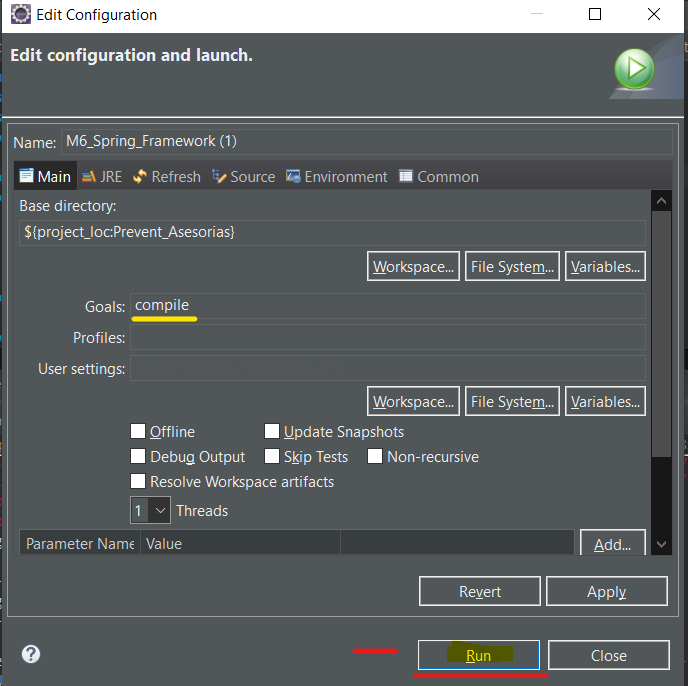 Edit Configuration
Edit configuration and launch.
Name: M6_Spring_Framework (1)
Main JRE Refresh Source Environment Common
Base directory:
${project_loc:Prevent_Asesorias}
Workspace... File System... Variables...
Goals: compile
Profiles:
User settings:
Workspace... File System... Variables...
Offline Update Snapshots
Debug Output Skip Tests Non-recursive
Resolve Workspace artifacts
1 Threads
Parameter Name Value Add...
Revert Apply
? Run Close